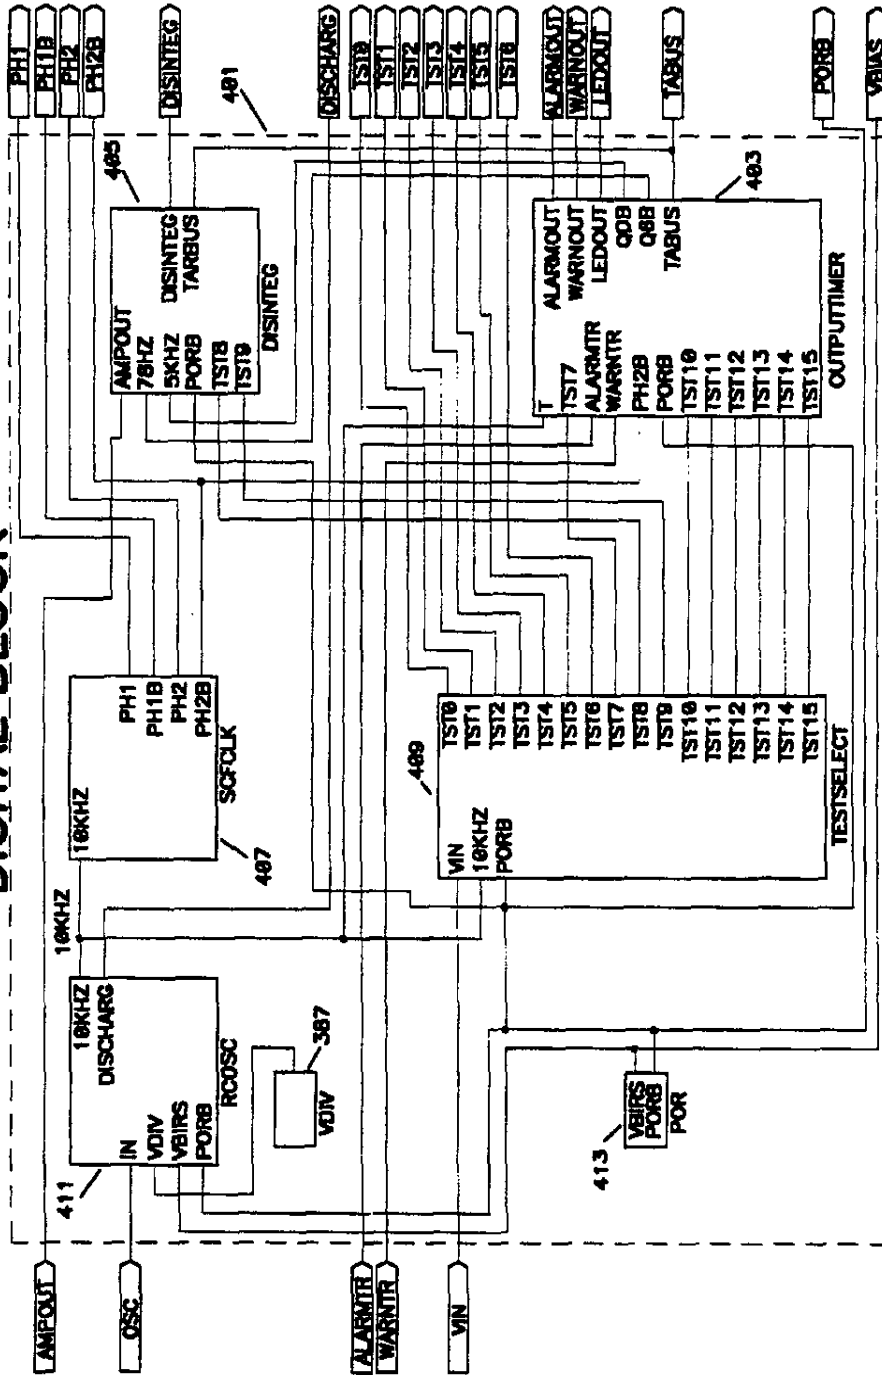 PH1
PH1B
PH2
PH2B
DISINTEG
401
DISCHARG
TST0
TST1
TST2
TST3
TST4
TST5
TST6
ALARMOUT
WARNOUT
LEDOUT
TABUS
PORB
VBIAS
405
AMPOUT
78HZ
5KHZ
PORB
TST8
TST9
DISINTEG
TARBUS
DISINTEG
403
T
TST7
ALARMTR
WARNTR
PH2B
PORB
TST10
TST11
TST12
TST13
TST14
TST15
ALARMOUT
WARNOUT
LEDOUT
Q0B
Q6B
TABUS
OUTPUTTIMER
10KHZ
PH1
PH1B
PH2
PH2B
SCFCLK
407
10KHZ
409
VIN
10KHZ
PORB
TST0
TST1
TST2
TST3
TST4
TST5
TST6
TST7
TST8
TST9
TST10
TST11
TST12
TST13
TST14
TST15
TESTSELECT
10KHZ
DISCHARG
IN
VDIV
VBIRS
PORB
RCOSC
411
387
VDIV
413
VBIRS
PORB
POR
AMPOUT
OSC
ALARMTR
WARNTR
VIN